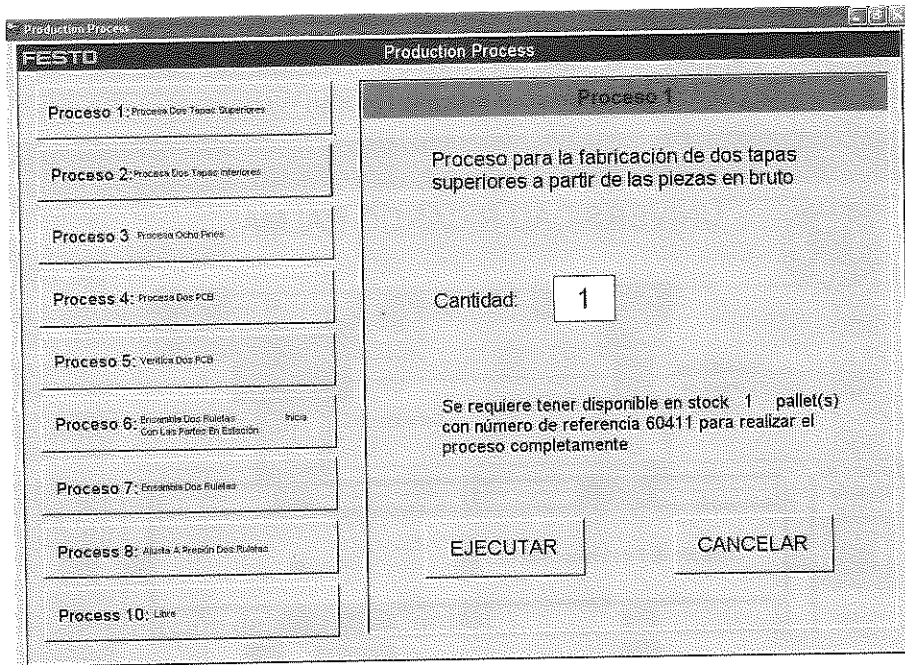 Production Process
FESTO
Production Process
Proceso 1: Procesa Dos Tapas Superiores
Proceso 2: Procesa Dos Tapas Inferiores
Proceso 3 Procesa Ocho Pines
Process 4: Procesa Dos PCB
Proceso 5: Verifica Dos PCB
Proceso 6: Ensambla Dos Ruletas Inicia
Con Las Partes En Estación
Proceso 7: Ensambla Dos Ruletas
Process 8: Ajusta A Presión Dos Ruletas
Process 10: Libre
Proceso 1
Proceso para la fabricación de dos tapas
superiores a partir de las piezas en bruto
Cantidad: 1
Se requiere tener disponible en stock 1 pallet(s)
con número de referencia 60411 para realizar el
proceso completamente
EJECUTAR
CANCELAR